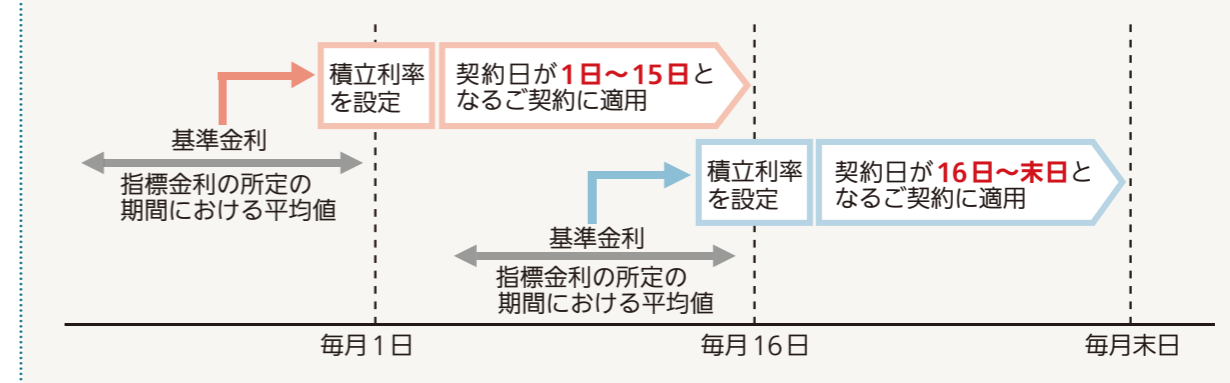 積立利率
を設定
契約日が1日～15日と
なるご契約に適用
基準金利
指標金利の所定の
期間における平均値
積立利率
を設定
契約日が16日～末日と
なるご契約に適用
基準金利
指標金利の所定の
期間における平均値
毎月1日
毎月16日
毎月末日